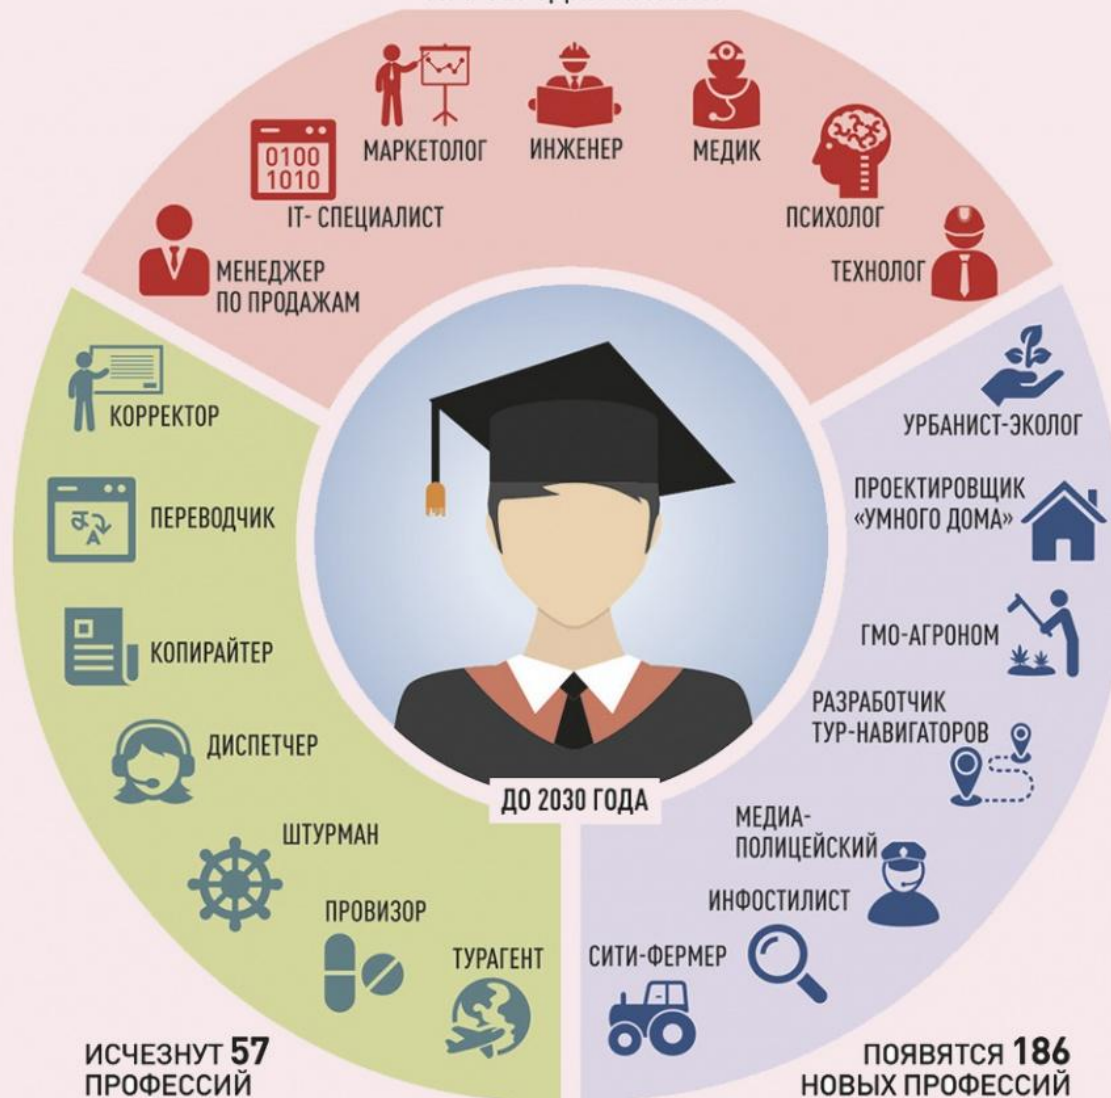 МАРКЕТОЛОГ
ИНЖЕНЕР
МЕДИК
0100
1010
IT- СПЕЦИАЛИСТ
ПСИХОЛОГ
МЕНЕДЖЕР
ПО ПРОДАЖАМ
ТЕХНОЛОГ
КОРРЕКТОР
A
ПЕРЕВОДЧИК
КОПИРАЙТЕР
ДИСПЕТЧЕР
ШТУРМАН
ПРОВИЗОР
ТУРАГЕНТ
ДО 2030 ГОДА
УРБАНИСТ-ЭКОЛОГ
ПРОЕКТИРОВЩИК
«УМНОГО ДОМА»
ГМО-АГРОНОМ
РАЗРАБОТЧИК
ТУР-НАВИГАТОРОВ
МЕДИА-
ПОЛИЦЕЙСКИЙ
ИНФОСТИЛИСТ
СИТИ-ФЕРМЕР
ИСЧЕЗНУТ 57
ПРОФЕССИЙ
ПОЯВЯТСЯ 186
НОВЫХ ПРОФЕССИЙ